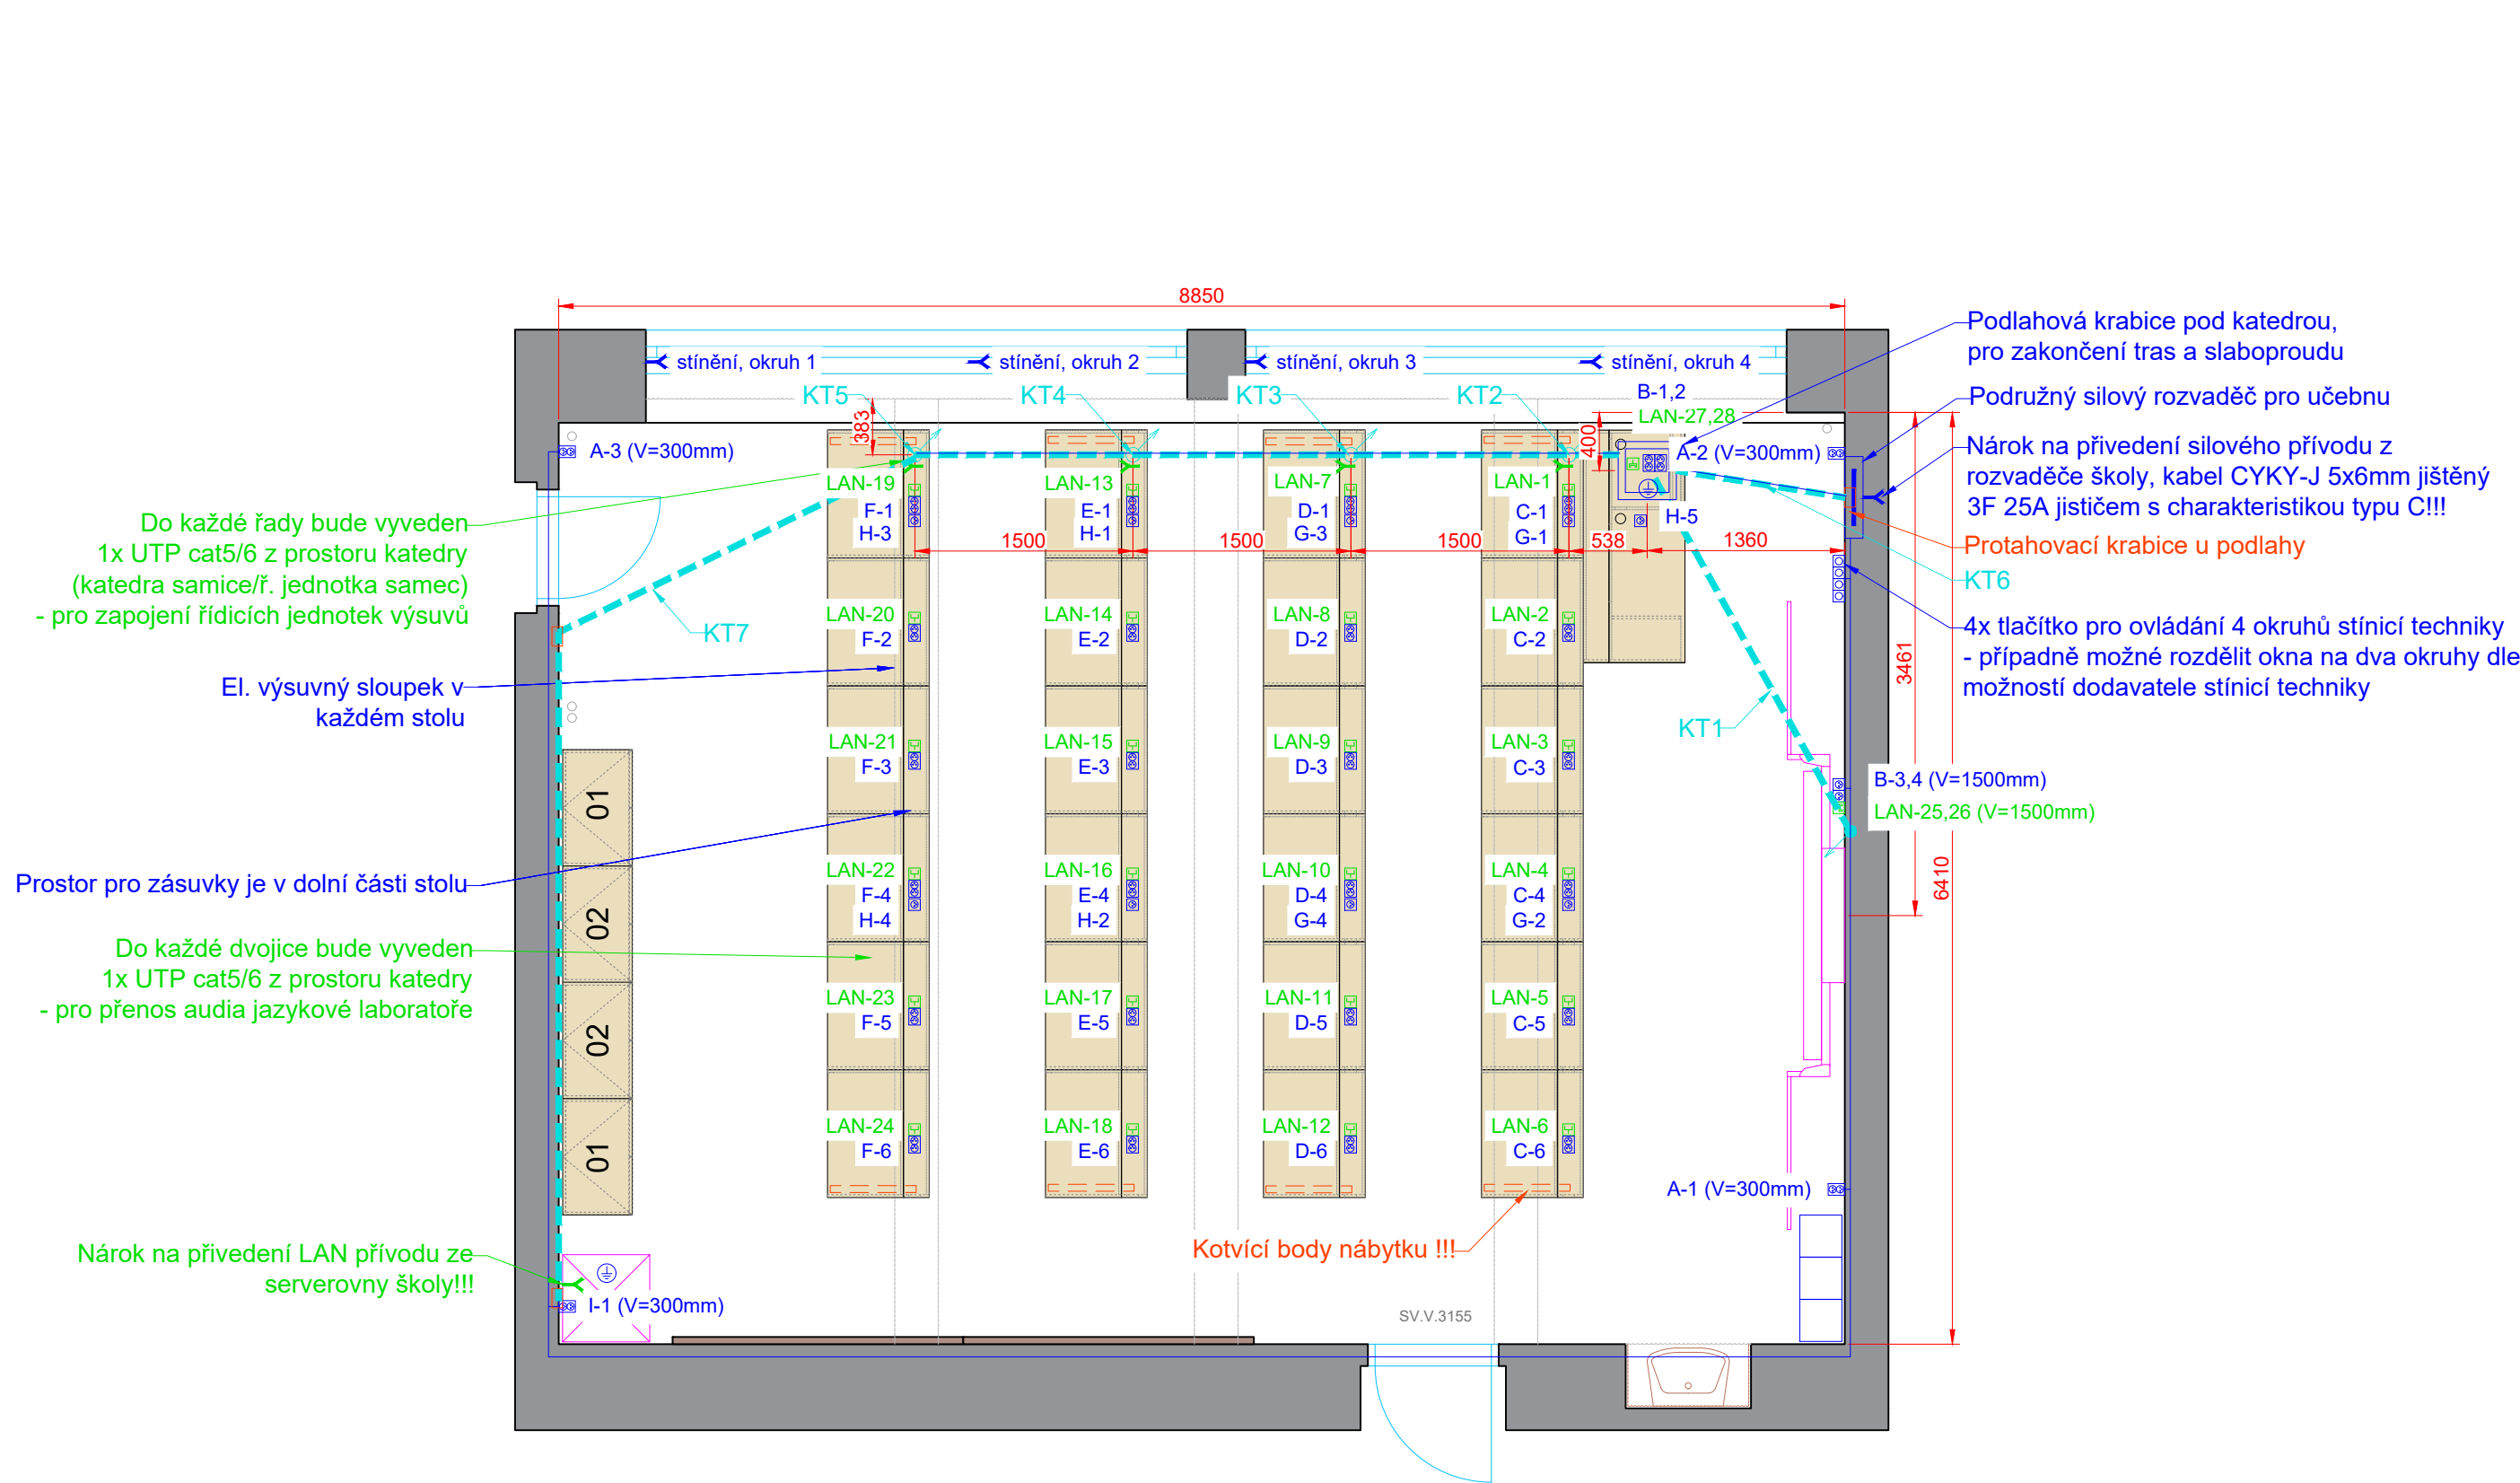 8850
stínění, okruh 1
stínění, okruh 2
stínění, okruh 3
stínění, okruh 4
KT5
KT4
KT3
KT2
B-1,2
LAN-27,28
383
400
A-3 (V=300mm)
A-2 (V=300mm)
Podlahová krabice pod katedrou,
pro zakončení tras a slaboproudu
Podružný silový rozvaděč pro učebnu
Nárok na přivedení silového přívodu z
rozvaděče školy, kabel CYKY-J 5x6mm jištěný
3F 25A jističem s charakteristikou typu C!!!
Protahovací krabice u podlahy
KT6
4x tlačítko pro ovládání 4 okruhů stínicí techniky
- případně možné rozdělit okna na dva okruhy dle
možností dodavatele stínicí techniky
Do každé řady bude vyveden
1x UTP cat5/6 z prostoru katedry
(katedra samice/ř. jednotka samec)
- pro zapojení řídicích jednotek výsuvů
El. výsuvný sloupek v
každém stolu
Prostor pro zásuvky je v dolní části stolu
Do každé dvojice bude vyveden
1x UTP cat5/6 z prostoru katedry
- pro přenos audia jazykové laboratoře
Nárok na přivedení LAN přívodu ze
serverovny školy!!!
LAN-19
F-1
H-3
LAN-13
E-1
H-1
LAN-7
D-1
G-3
LAN-1
C-1
G-1
H-5
1500
1500
1500
538
1360
LAN-20
F-2
LAN-14
E-2
LAN-8
D-2
LAN-2
C-2
KT7
KT1
3461
6410
LAN-21
F-3
LAN-15
E-3
LAN-9
D-3
LAN-3
C-3
B-3,4 (V=1500mm)
LAN-25,26 (V=1500mm)
LAN-22
F-4
H-4
LAN-16
E-4
H-2
LAN-10
D-4
G-4
LAN-4
C-4
G-2
LAN-23
F-5
LAN-17
E-5
LAN-11
D-5
LAN-5
C-5
LAN-24
F-6
LAN-18
E-6
LAN-12
D-6
LAN-6
C-6
01
02
02
01
A-1 (V=300mm)
Kotvící body nábytku !!!
I-1 (V=300mm)
SV.V.3155